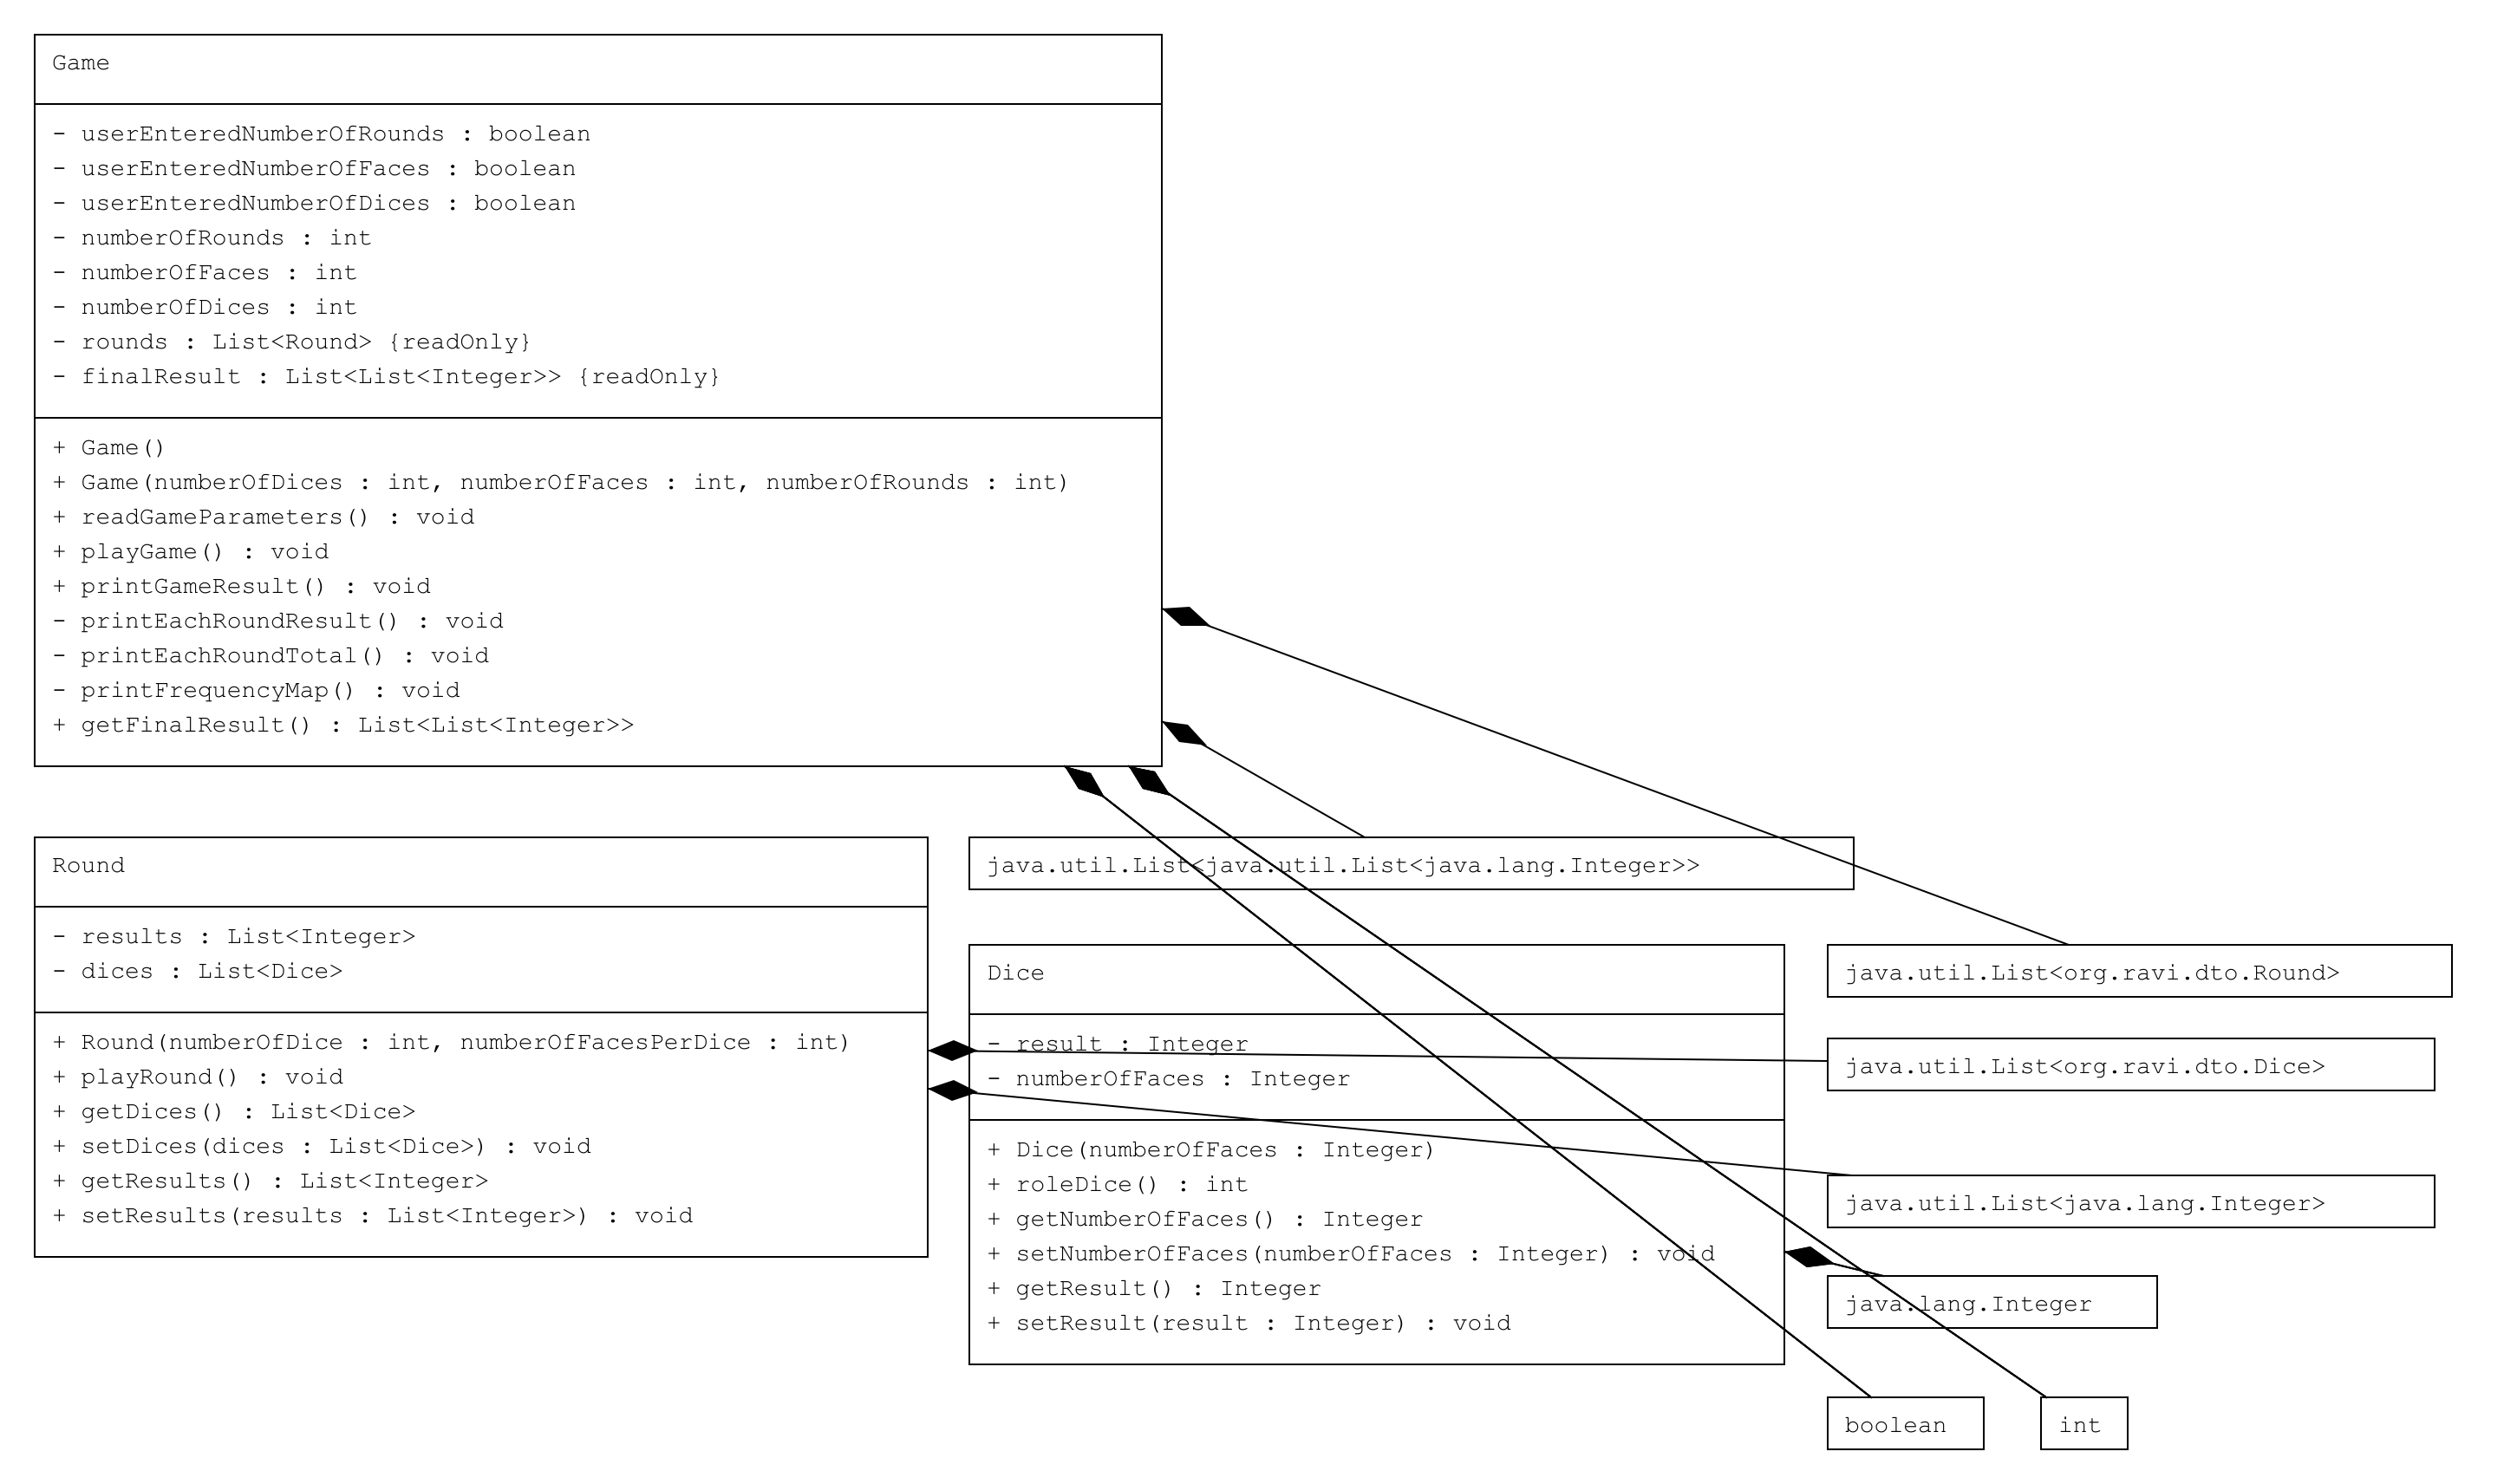 Game
- userEnteredNumberOfRounds : boolean
- userEnteredNumberOfFaces : boolean
- userEnteredNumberOfDices : boolean
- numberOfRounds : int
- numberOfFaces : int
- numberOfDices : int
- rounds : List<Round> {readOnly}
- finalResult : List<List<Integer>> {readOnly}
+ Game()
+ Game(numberOfDices : int, numberOfFaces : int, numberOfRounds : int)
+ readGameParameters() : void
+ playGame() : void
+ printGameResult() : void
- printEachRoundResult() : void
- printEachRoundTotal() : void
- printFrequencyMap() : void
+ getFinalResult() : List<List<Integer>>
Round
- results : List<Integer>
- dices : List<Dice>
+ Round(numberOfDice : int, numberOfFacesPerDice : int)
+ playRound() : void
+ getDices() : List<Dice>
+ setDices(dices : List<Dice>) : void
+ getResults() : List<Integer>
+ setResults(results : List<Integer>) : void
java.util.List<java.util.List<java.lang.Integer>>
Dice
- result : Integer
- numberOfFaces : Integer
+ Dice(numberOfFaces : Integer)
+ roleDice() : int
+ getNumberOfFaces() : Integer
+ setNumberOfFaces(numberOfFaces : Integer) : void
+ getResult() : Integer
+ setResult(result : Integer) : void
java.util.List<org.ravi.dto.Round>
java.util.List<org.ravi.dto.Dice>
java.util.List<java.lang.Integer>
java.lang.Integer
boolean
int